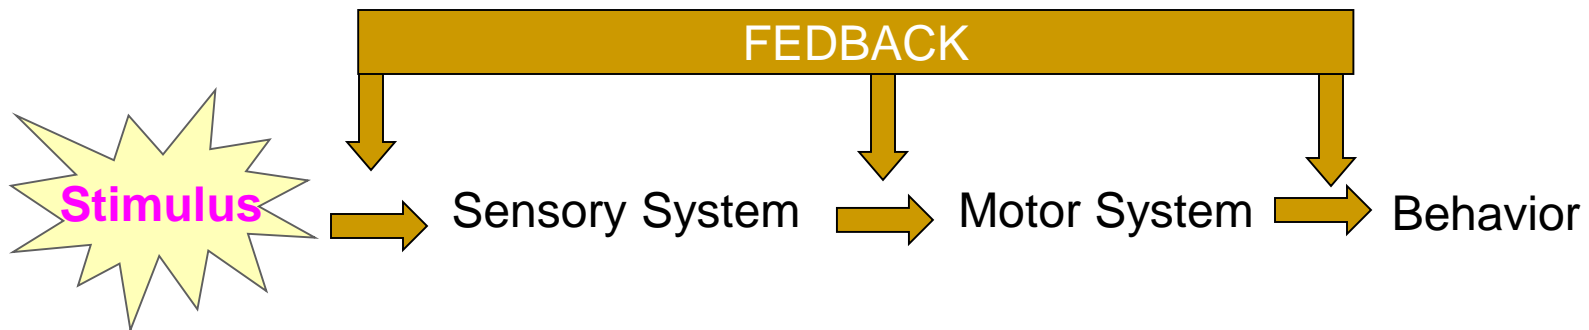 FEDBACK
Stimulus
Sensory System
Motor System
Behavior